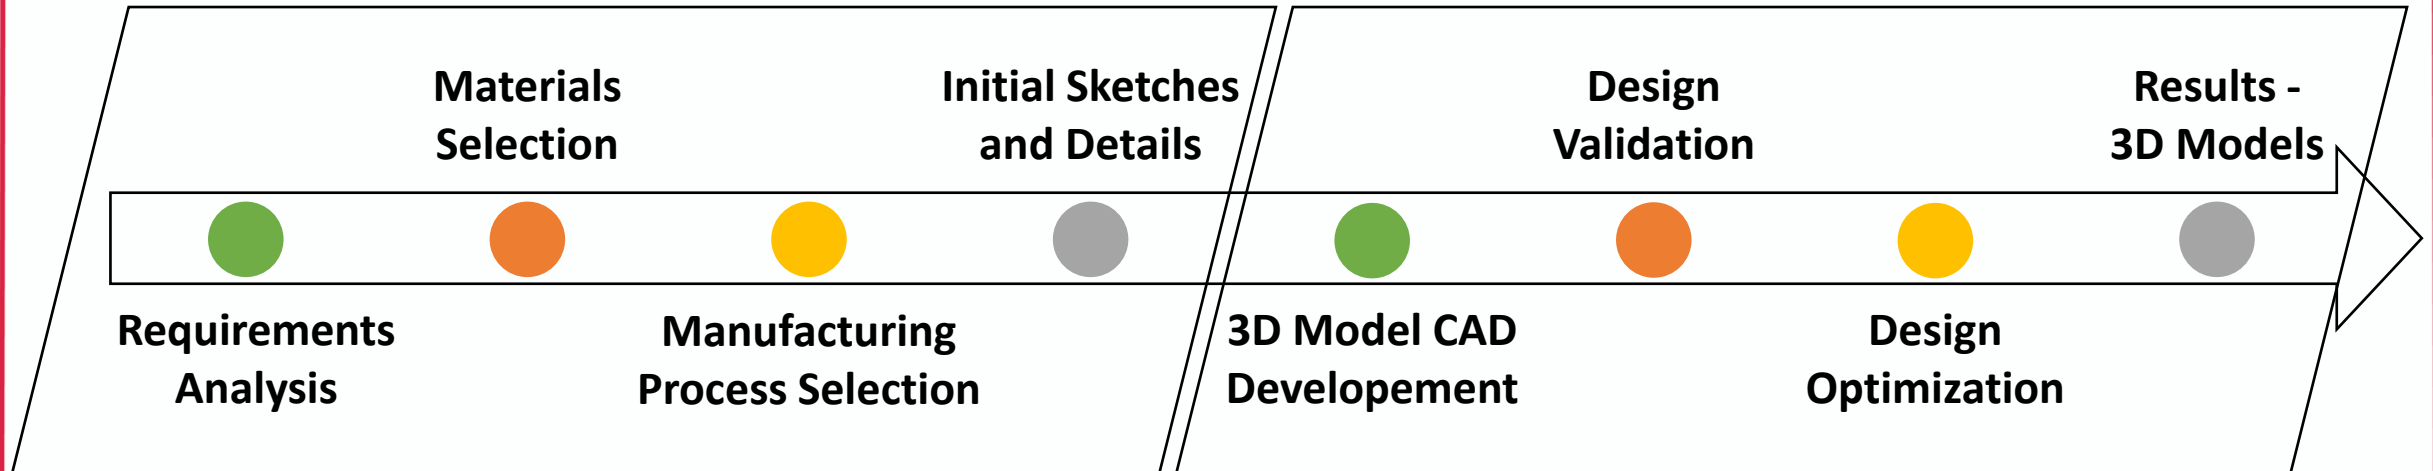 Materials
Selection
Initial Sketches
and Details
Design
Validation
Results -
3D Models
Requirements
Analysis
Manufacturing
Process Selection
3D Model CAD
Developement
Design
Optimization